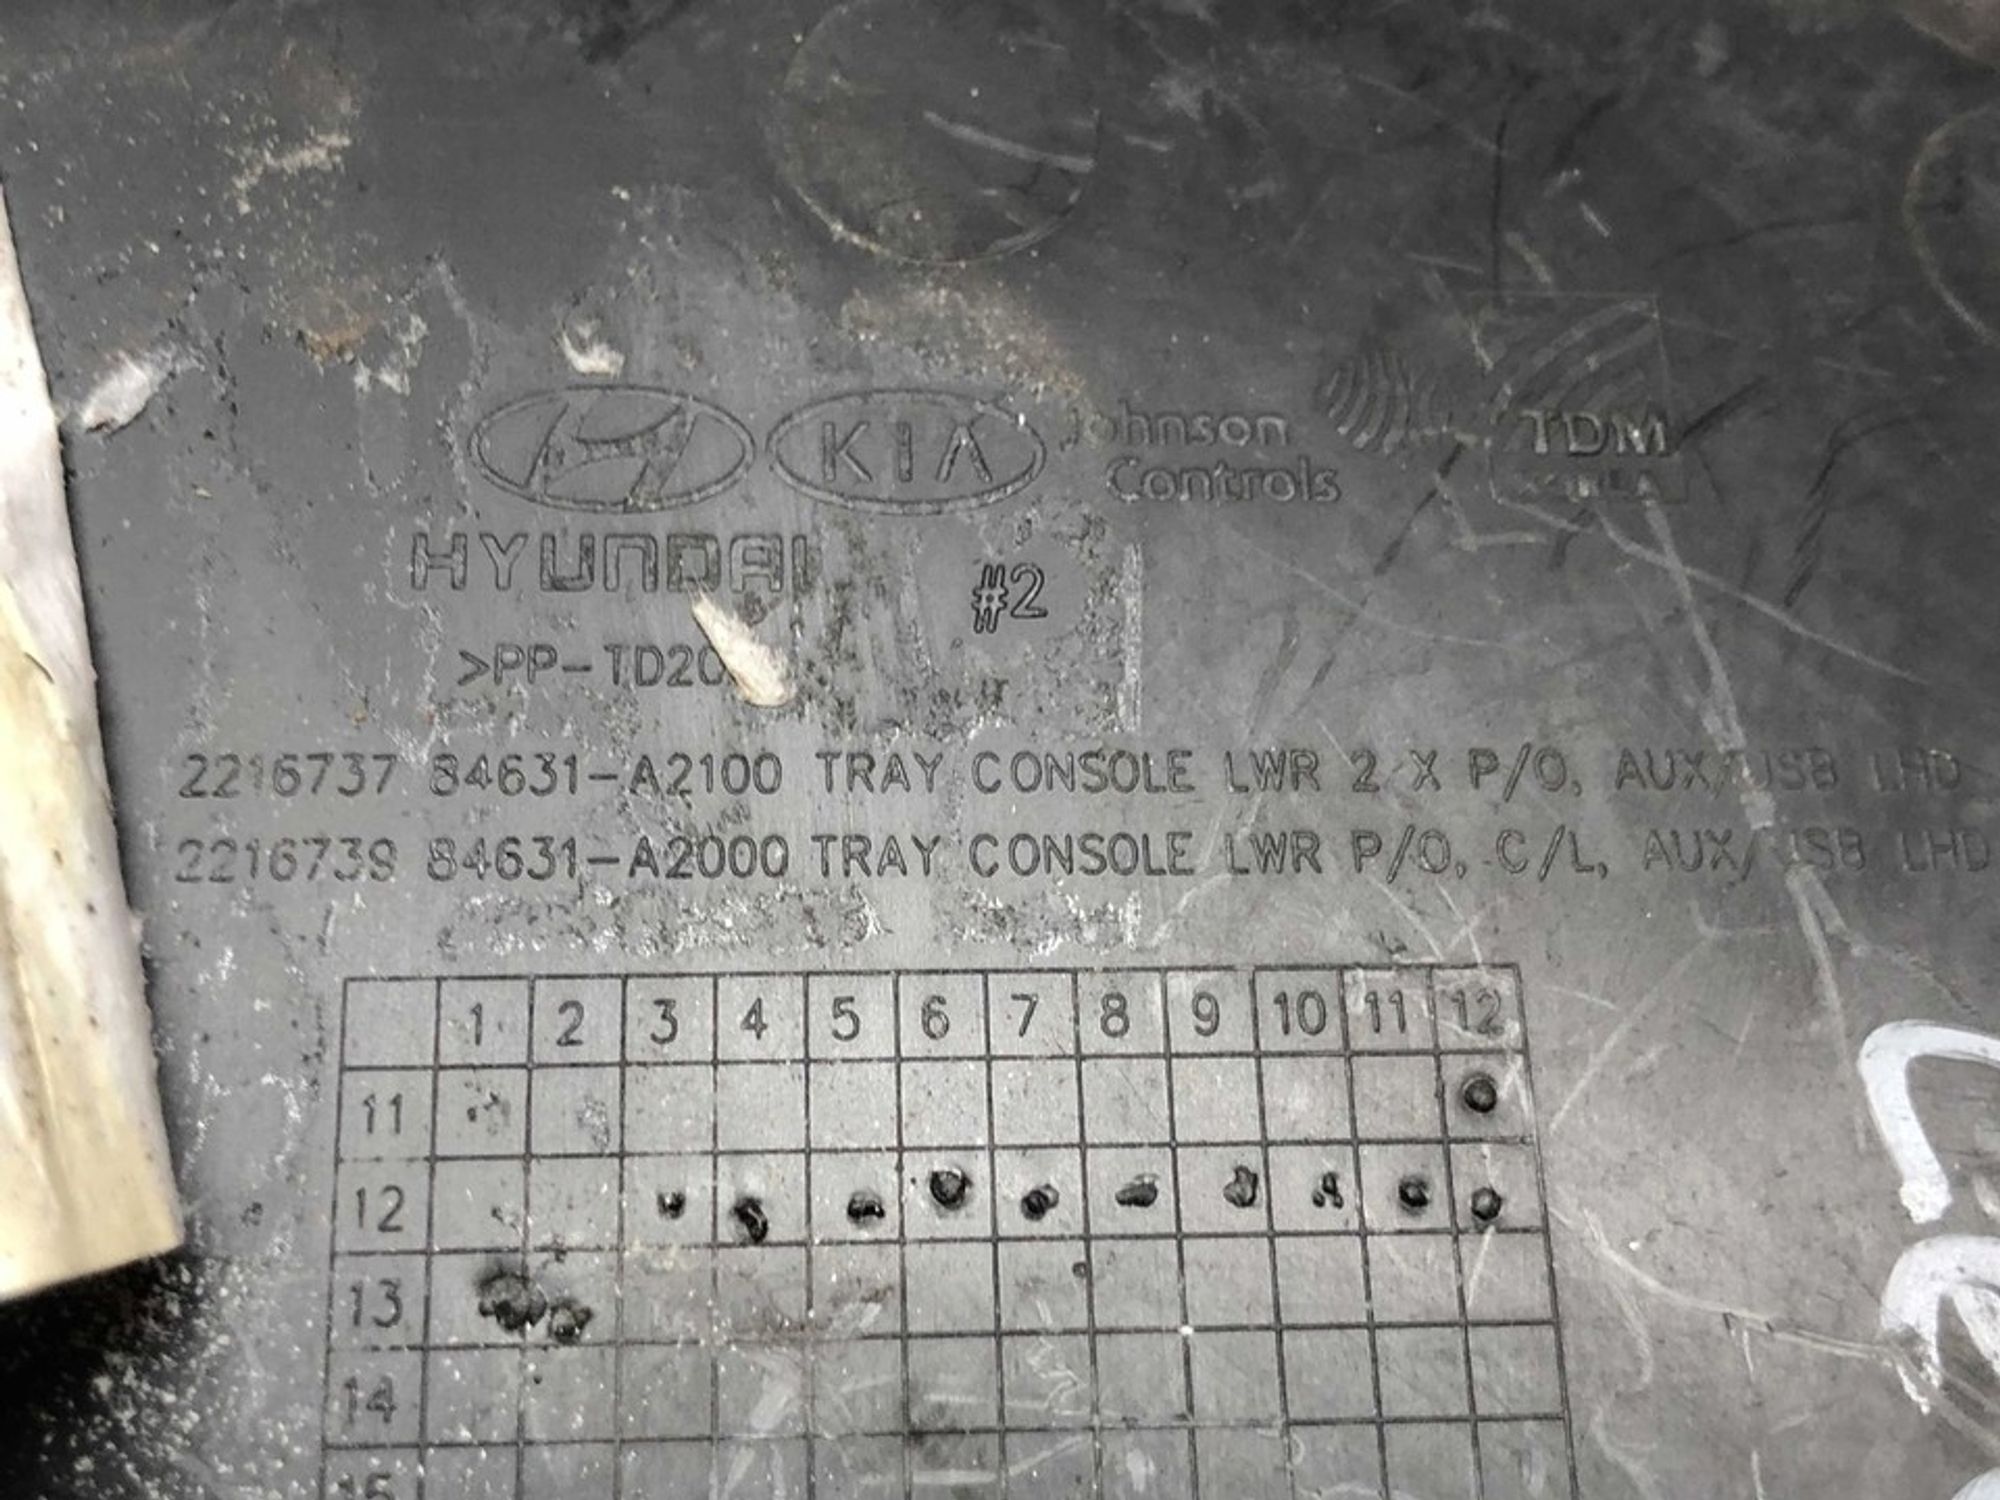 KIA Johnson Controls TDM
HYUNDAI #2
>PP-TD20
2216737 84631-A2100 TRAY CONSOLE LWR 2 X P/O, AUX/USB LHD
2216739 84631-A2000 TRAY CONSOLE LWR P/O, C/L, AUX/USB LHD
1 2 3 4 5 6 7 8 9 10 11 12
11
12
13
14
15